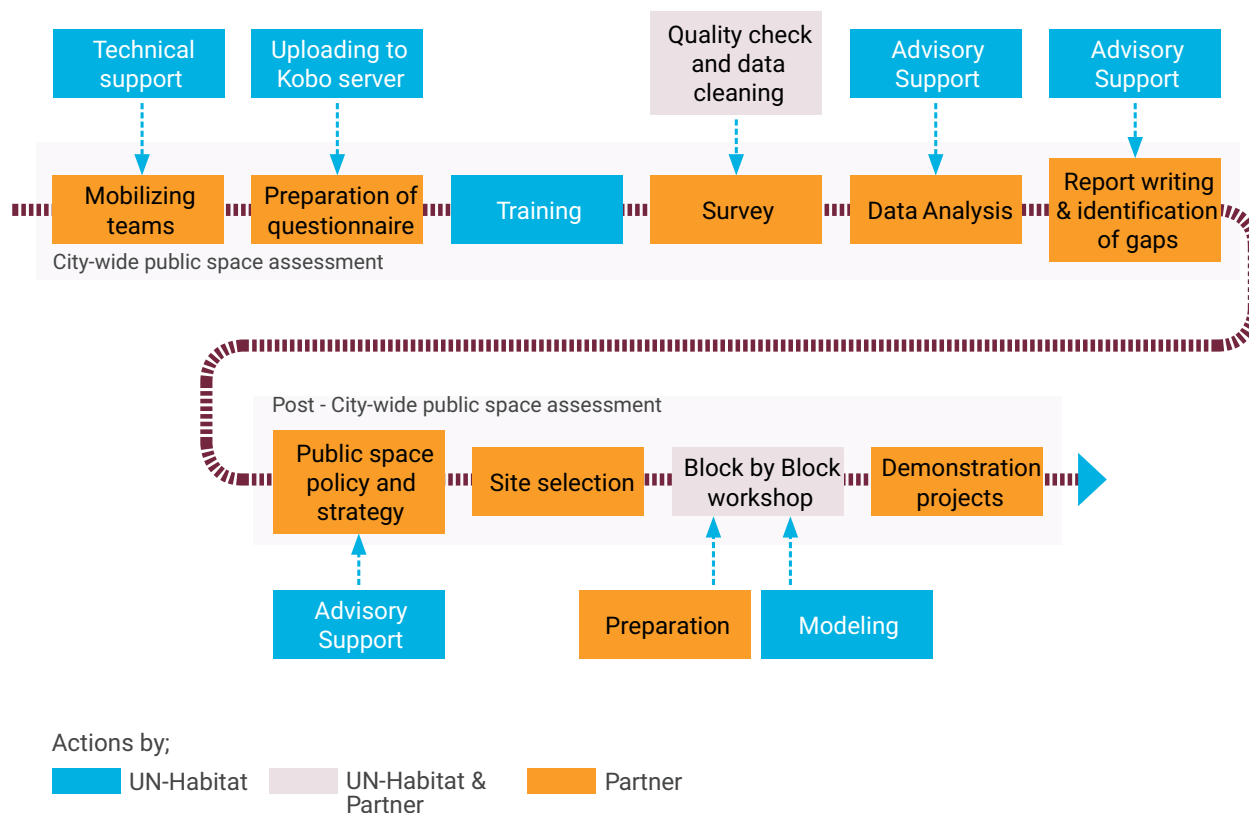 Technical
support
Uploading to
Kobo server
Quality check
and data
cleaning
Advisory
Support
Advisory
Support
Mobilizing
teams
Preparation of
questionnaire
Training
Survey
Data Analysis
Report writing
& identification
of gaps
City-wide public space assessment
Post - City-wide public space assessment
Public space
policy and
strategy
Site selection
Block by Block
workshop
Demonstration
projects
Advisory
Support
Preparation
Modeling
Actions by;
UN-Habitat
UN-Habitat &
Partner
Partner